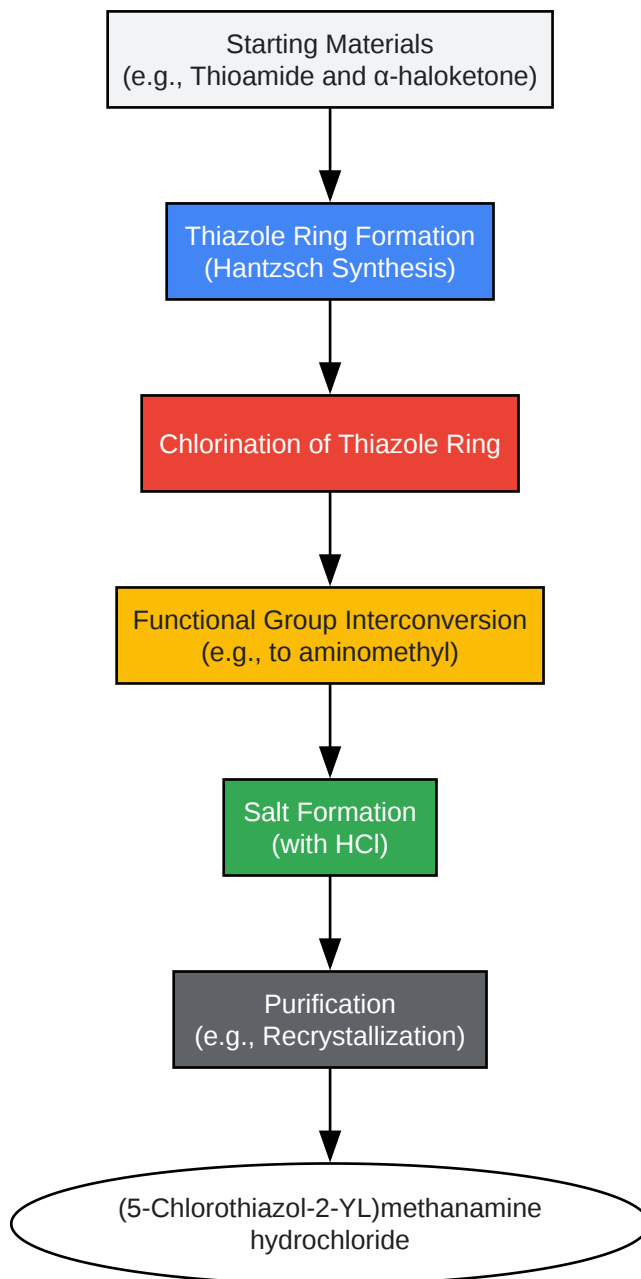 Starting Materials
(e.g., Thioamide and α-haloketone)
Thiazole Ring Formation
(Hantzsch Synthesis)
Chlorination of Thiazole Ring
Functional Group Interconversion
(e.g., to aminomethyl)
Salt Formation
(with HCl)
Purification
(e.g., Recrystallization)
(5-Chlorothiazol-2-YL)methanamine
hydrochloride